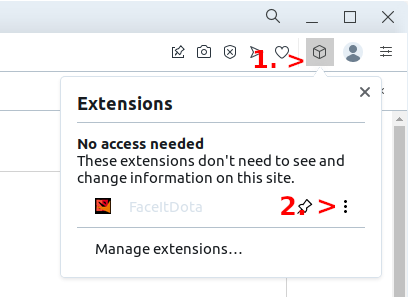 1. >
Extensions
No access needed
These extensions don't need to see and
change information on this site.
FaceItDota
2. >
Manage extensions...